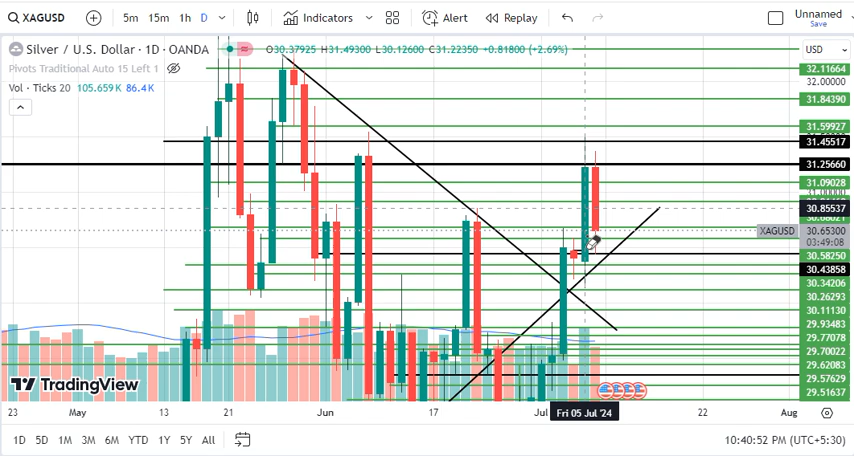 XAGUSD 5m 15m 1h D Indicators Alert Replay Unnamed
Save
Silver / U.S. Dollar · 1D · OANDA O30.37925 H31.49300 L30.12600 C31.22350 +0.81800 (+2.69%) USD
Pivots Traditional Auto 15 Left 1
Vol · Ticks 20 105.659K 86.4K
32.11664
32.00000
31.84390
31.59927
31.45517
31.25660
31.09028
31.00000
30.85537
XAGUSD 30.65300
03:49:08
30.58250
30.43858
30.34206
30.26293
30.11130
29.93483
29.77078
29.70022
29.62083
29.57629
29.51637
TradingView
23 May 13 21 Jun 17 Jul Fri 05 Jul '24 22 Aug
1D 5D 1M 3M 6M YTD 1Y 5Y All 10:40:52 PM (UTC+5:30)